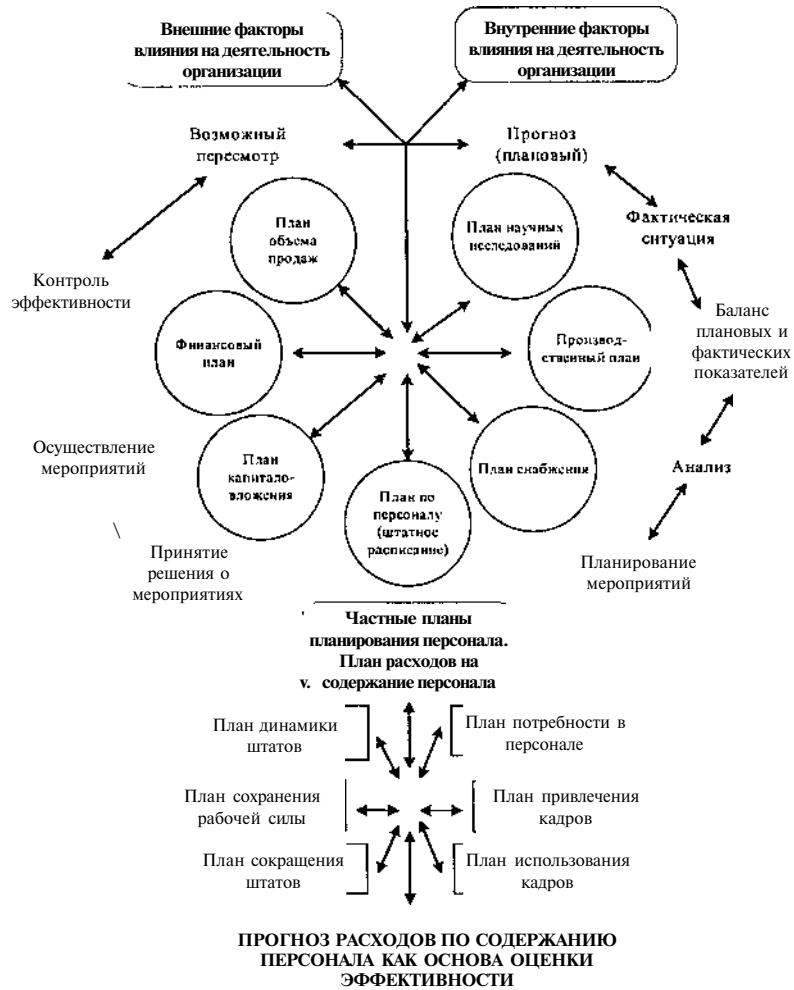 Внешние факторы
влияния на деятельность
организации
Внутренние факторы
влияния на деятельность
организации
Возможный
пересмотр
Прогноз
(плановый)
План
объема
продаж
План научных
исследований
Фактическая
ситуация
Контроль
эффективности
Финансовый
план
Производ-
ственный план
Баланс
плановых и
фактических
показателей
Осуществление
мероприятий
План
капитало-
вложения
План по
персоналу
(штатное
расписание)
План снабжения
Анализ
\
Принятие
решения о
мероприятиях
Планирование
мероприятий
' Частные планы
планирования персонала.
План расходов на
v. содержание персонала
План динамики
штатов
План потребности в
персонале
План сохранения
рабочей силы
План привлечения
кадров
План сокращения
штатов
План использования
кадров
ПРОГНОЗ РАСХОДОВ ПО СОДЕРЖАНИЮ
ПЕРСОНАЛА КАК ОСНОВА ОЦЕНКИ
ЭФФЕКТИВНОСТИ